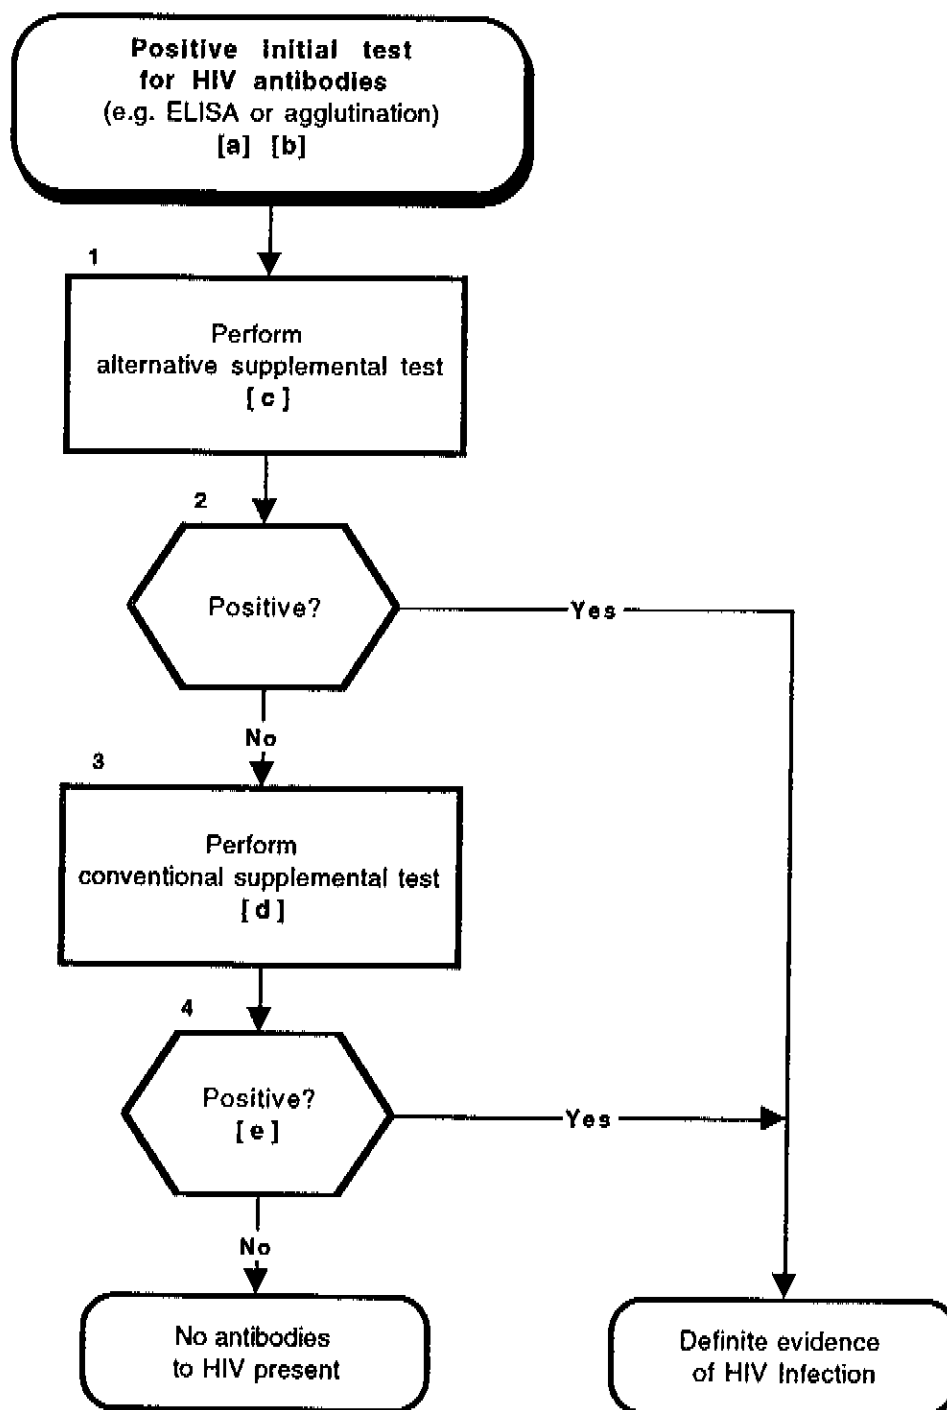 Positive initial test
for HIV antibodies
(e.g. ELISA or agglutination)
[a] [b]
1
Perform
alternative supplemental test
[c]
2
Positive?
Yes
No
3
Perform
conventional supplemental test
[d]
4
Positive?
[e]
Yes
No
No antibodies
to HIV present
Definite evidence
of HIV Infection